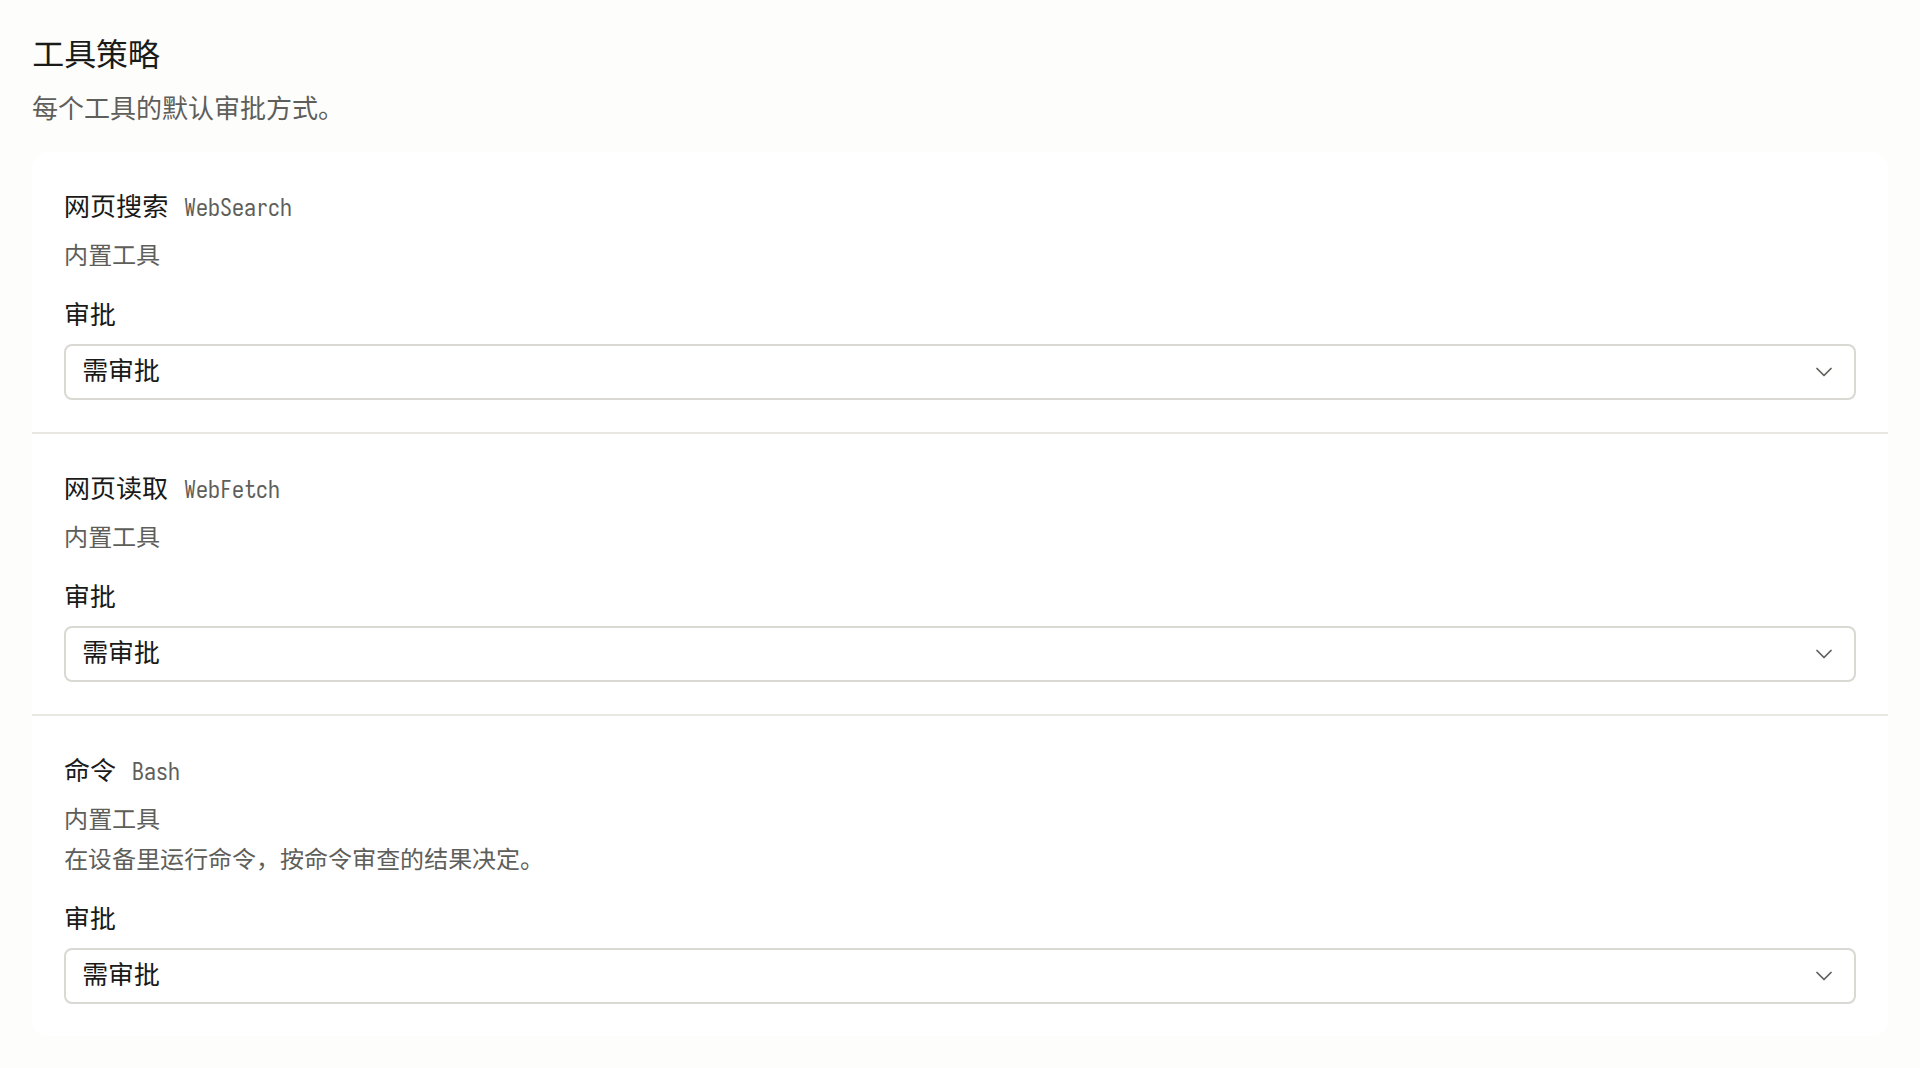 工具策略
每个工具的默认审批方式。
网页搜索 WebSearch
内置工具
审批
需审批
网页读取 WebFetch
内置工具
审批
需审批
命令 Bash
内置工具
在设备里运行命令，按命令审查的结果决定。
审批
需审批